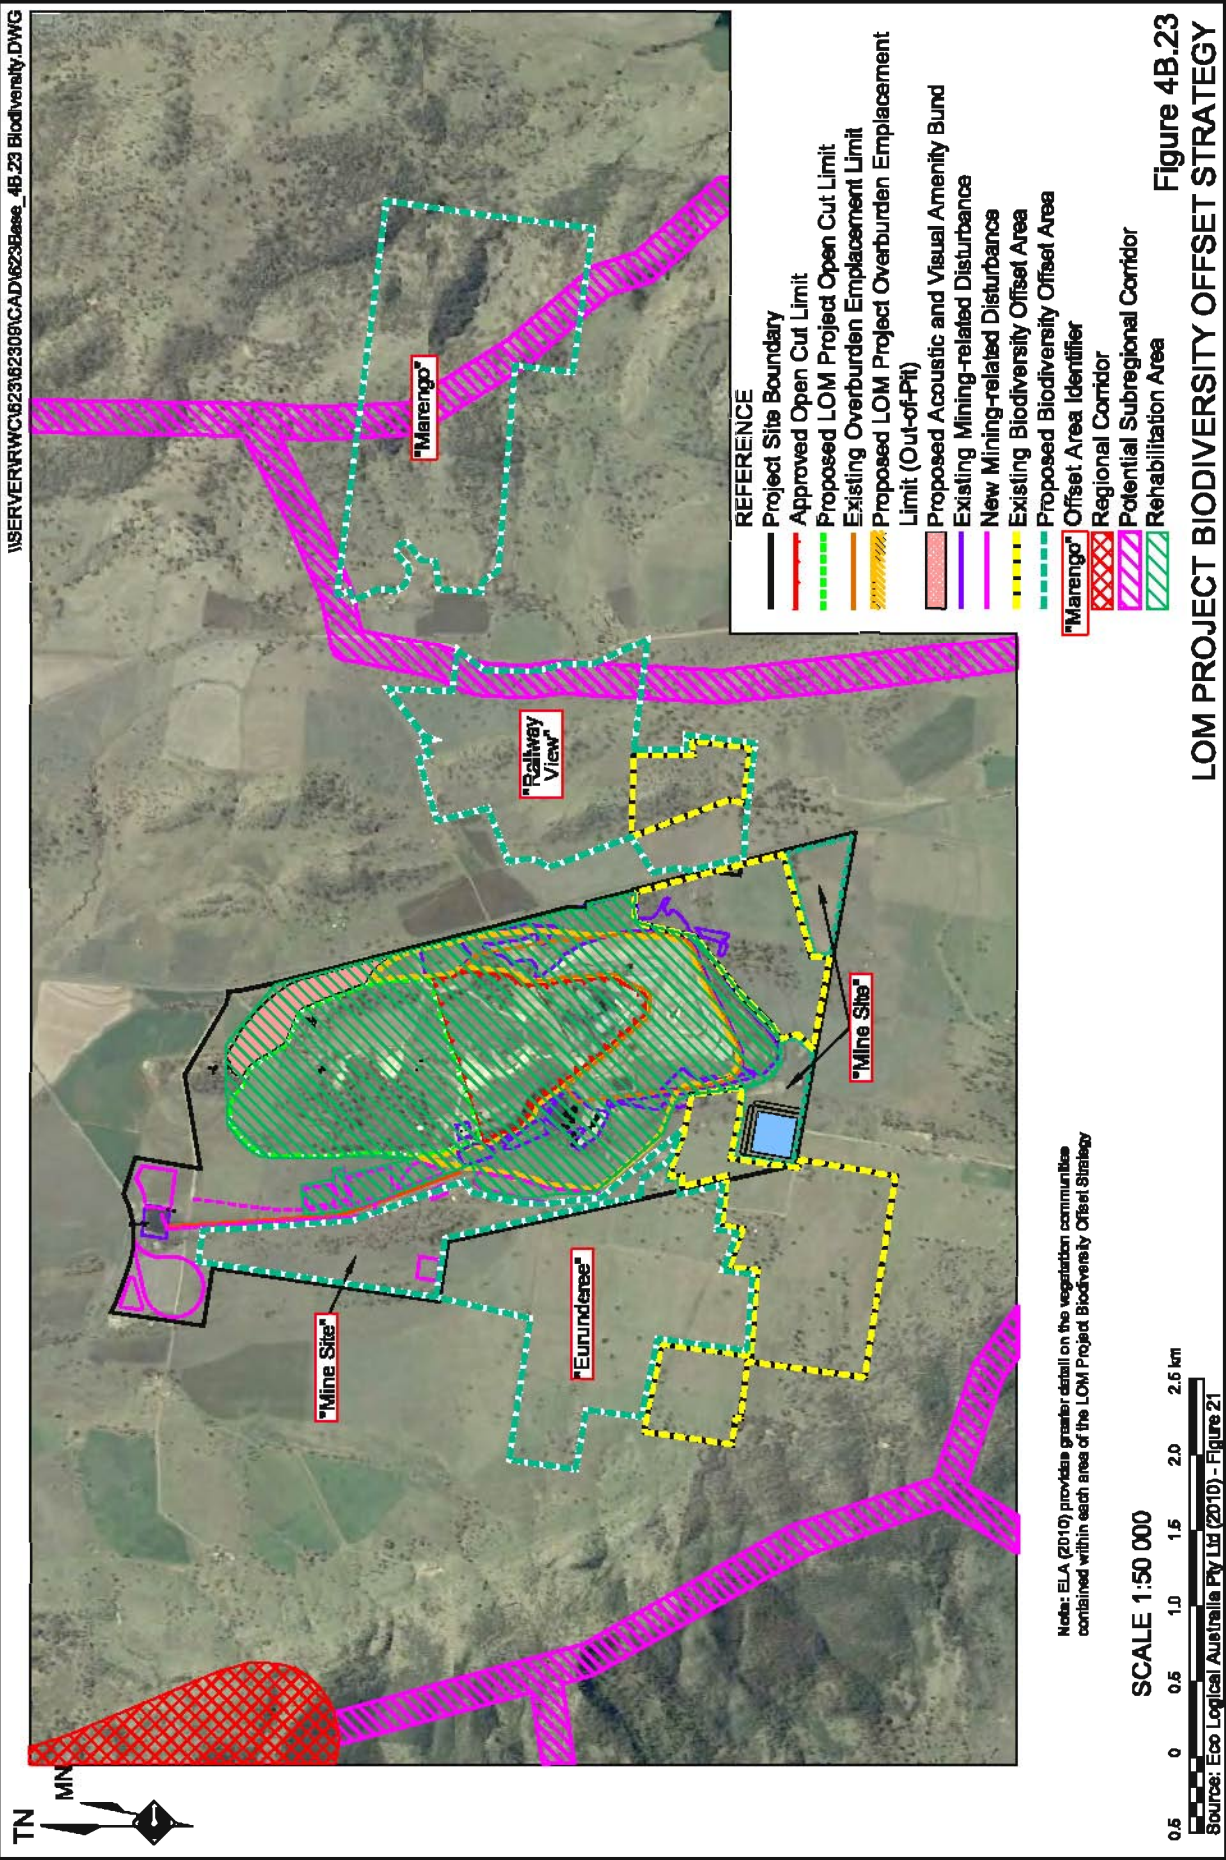 \\SERVER\RWC\623\62309\CAD\623Base_4B.23 Biodiversity.DWG
TN
MN
"Marengo"
"Railway
View"
"Mine Site"
"Mine Site"
"Eurunderee"
REFERENCE
Project Site Boundary
Approved Open Cut Limit
Proposed LOM Project Open Cut Limit
Existing Overburden Emplacement Limit
Proposed LOM Project Overburden Emplacement
Limit (Out-of-Pit)
Proposed Acoustic and Visual Amenity Bund
Existing Mining-related Disturbance
New Mining-related Disturbance
Existing Biodiversity Offset Area
Proposed Biodiversity Offset Area
"Marengo" Offset Area Identifier
Regional Corridor
Potential Subregional Corridor
Rehabilitation Area
Note: ELA (2010) provides greater detail on the vegetation communities
contained within each area of the LOM Project Biodiversity Offset Strategy
SCALE 1:50 000
0.5 0 0.5 1.0 1.5 2.0 2.5 km
Source: Eco Logical Australia Pty Ltd (2010) - Figure 21
Figure 4B.23
LOM PROJECT BIODIVERSITY OFFSET STRATEGY